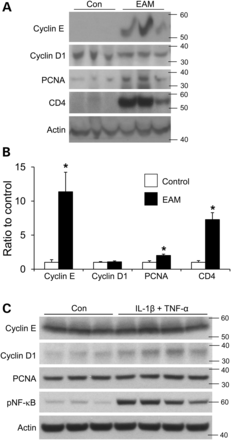 A
Con EAM
Cyclin E
60
50
Cyclin D1
40
30
PCNA
40
30
CD4
60
50
Actin
40
B
Ratio to control
15
10
5
0
Control
EAM
* * *
Cyclin E Cyclin D1 PCNA CD4
C
Con IL-1β + TNF-α
Cyclin E
60
50
Cyclin D1
40
30
PCNA
40
30
pNF-κB
60
Actin
50
40